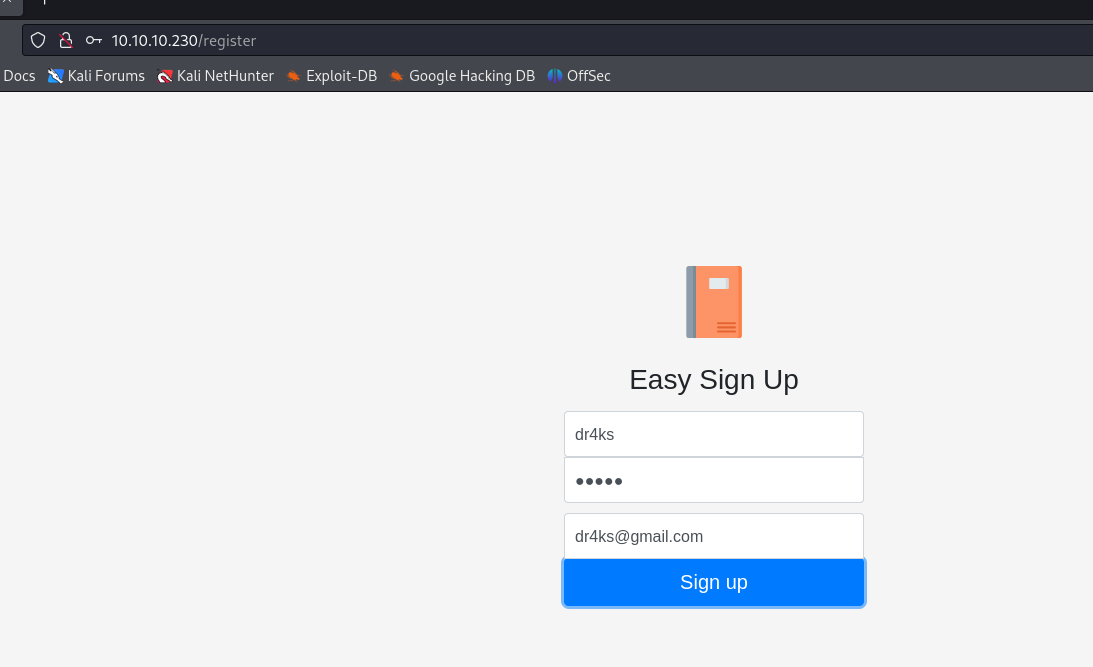 10.10.10.230/register
Docs Kali Forums Kali NetHunter Exploit-DB Google Hacking DB OffSec
Easy Sign Up
dr4ks
●●●●●
dr4ks@gmail.com
Sign up